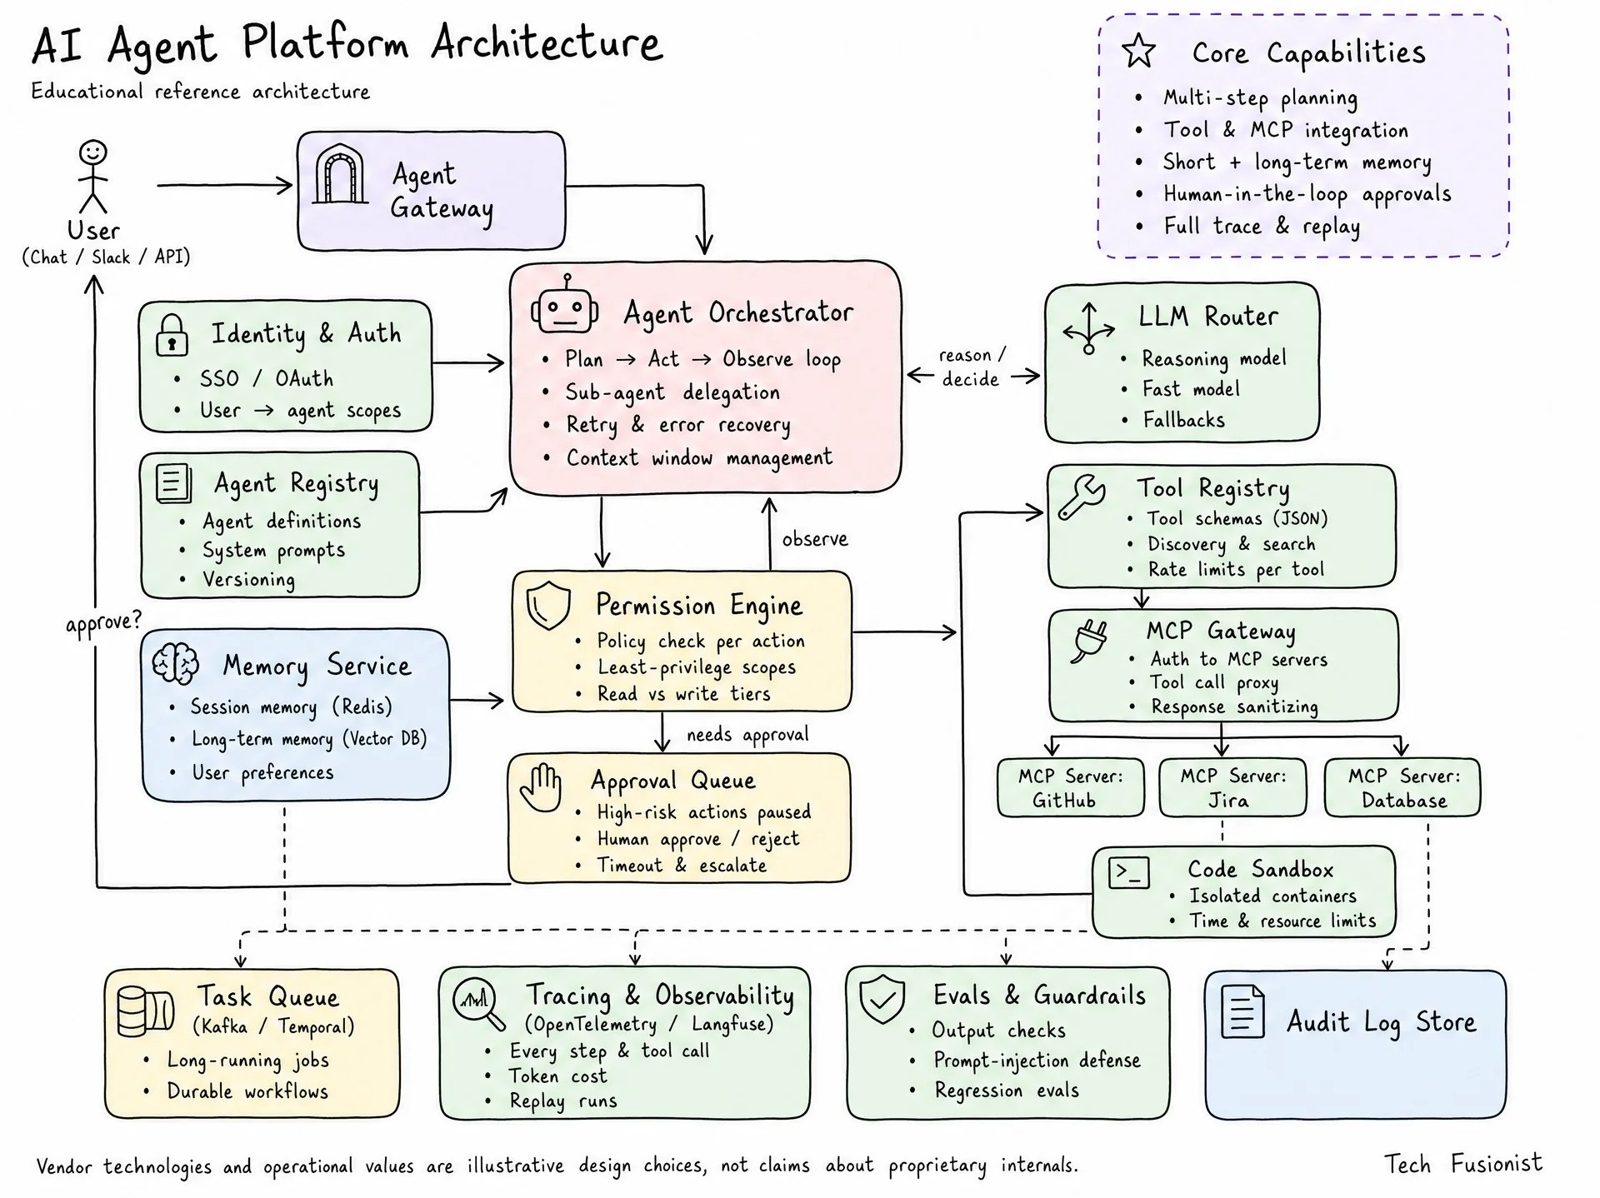 AI Agent Platform Architecture
Educational reference architecture
☆ Core Capabilities
• Multi-step planning
• Tool & MCP integration
• Short + long-term memory
• Human-in-the-loop approvals
• Full trace & replay
User
(Chat / Slack / API)
Agent
Gateway
Identity & Auth
• SSO / OAuth
• User → agent scopes
Agent Orchestrator
• Plan → Act → Observe loop
• Sub-agent delegation
• Retry & error recovery
• Context window management
reason /
decide
LLM Router
• Reasoning model
• Fast model
• Fallbacks
Agent Registry
• Agent definitions
• System prompts
• Versioning
observe
Tool Registry
• Tool schemas (JSON)
• Discovery & search
• Rate limits per tool
approve?
Memory Service
• Session memory (Redis)
• Long-term memory (Vector DB)
• User preferences
Permission Engine
• Policy check per action
• Least-privilege scopes
• Read vs write tiers
needs approval
MCP Gateway
• Auth to MCP servers
• Tool call proxy
• Response sanitizing
Approval Queue
• High-risk actions paused
• Human approve / reject
• Timeout & escalate
MCP Server:
GitHub
MCP Server:
Jira
MCP Server:
Database
>_
Code Sandbox
• Isolated containers
• Time & resource limits
Task Queue
(Kafka / Temporal)
• Long-running jobs
• Durable workflows
Tracing & Observability
(OpenTelemetry / Langfuse)
• Every step & tool call
• Token cost
• Replay runs
Evals & Guardrails
• Output checks
• Prompt-injection defense
• Regression evals
Audit Log Store
Vendor technologies and operational values are illustrative design choices, not claims about proprietary internals.
Tech Fusionist